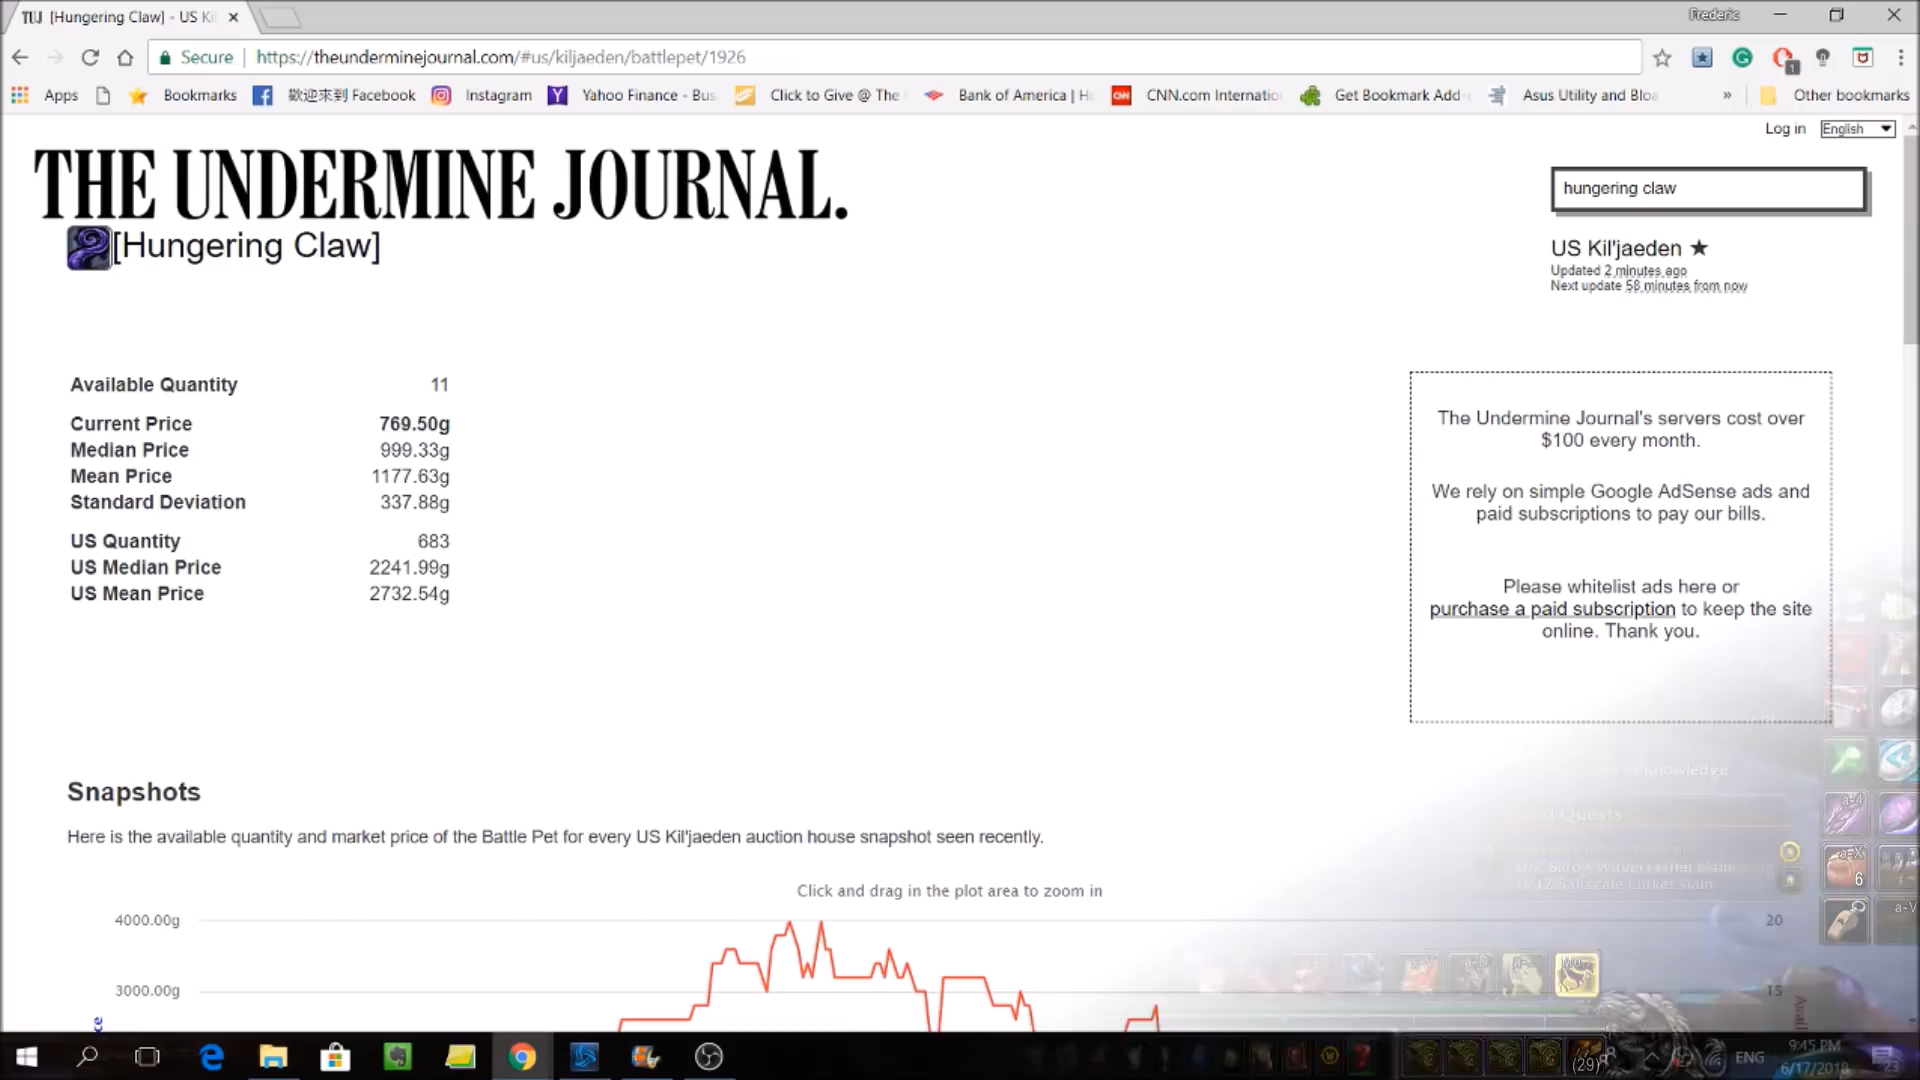 TUJ [Hungering Claw] - US Ki
Frederic
Secure
https://theunderminejournal.com/#us/kiljaeden/battlepet/1926
1
Apps
Bookmarks
歡迎來到 Facebook
Instagram
Yahoo Finance - Bus
Click to Give @ The
Bank of America | Ho
CNN.com Internatio
Get Bookmark Add-
Asus Utility and Bloa
»
Other bookmarks
Log in
English
THE UNDERMINE JOURNAL.
hungering claw
[Hungering Claw]
US Kil'jaeden ★
Updated 2 minutes ago
Next update 58 minutes from now
Available Quantity 11
Current Price 769.50g
Median Price 999.33g
Mean Price 1177.63g
Standard Deviation 337.88g
US Quantity 683
US Median Price 2241.99g
US Mean Price 2732.54g
The Undermine Journal's servers cost over
$100 every month.
We rely on simple Google AdSense ads and
paid subscriptions to pay our bills.
Please whitelist ads here or
purchase a paid subscription to keep the site
online. Thank you.
Snapshots
Quests
Here is the available quantity and market price of the Battle Pet for every US Kil'jaeden auction house snapshot seen recently.
Click and drag in the plot area to zoom in
4000.00g
20
3000.00g
15
a-4
a-X
6
a-V
(29)
ENG
9:45 PM
6/17/2018
23